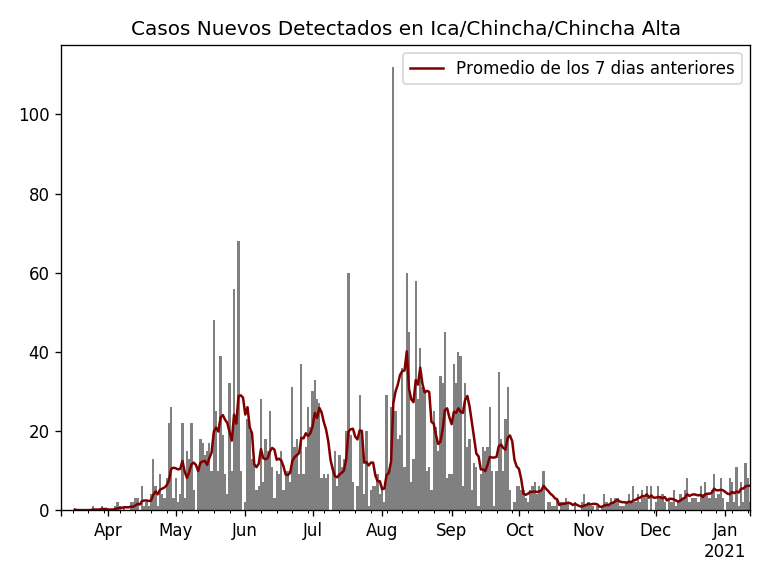 Casos Nuevos Detectados en Ica/Chincha/Chincha Alta
Promedio de los 7 dias anteriores
100
80
60
40
20
0
Apr May Jun Jul Aug Sep Oct Nov Dec Jan
2021